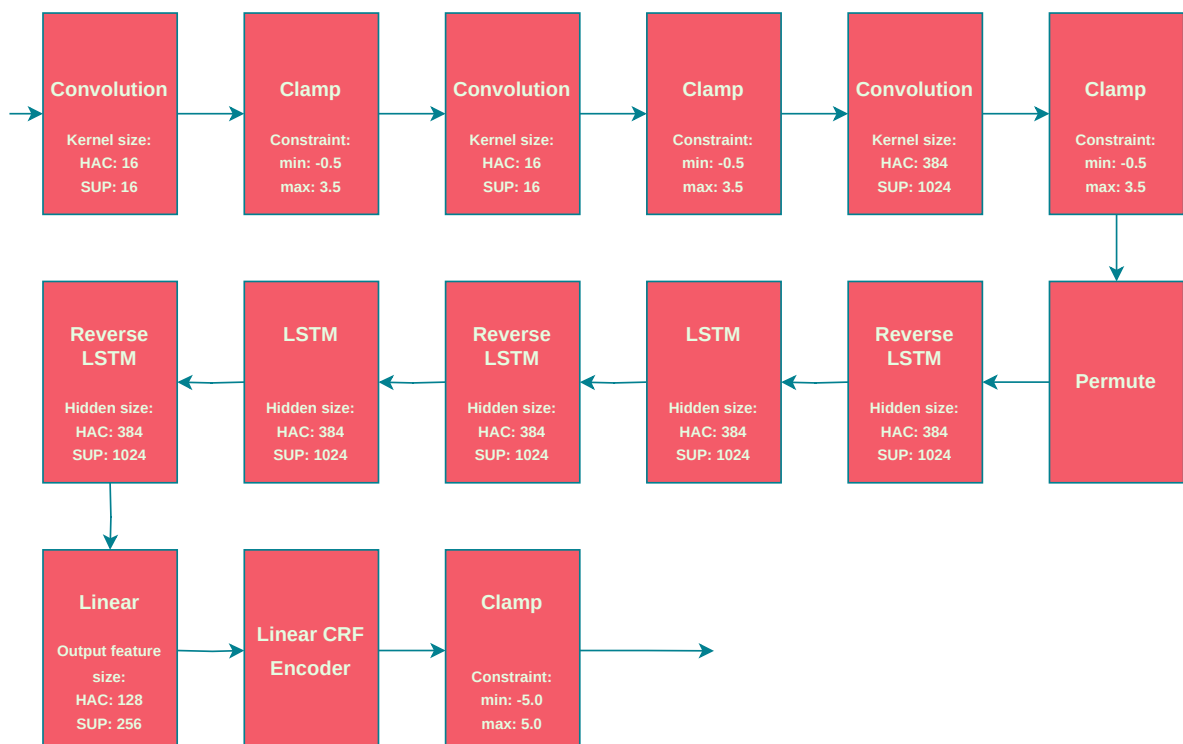 Convolution
Kernel size:
HAC: 16
SUP: 16
Clamp
Constraint:
min: -0.5
max: 3.5
Convolution
Kernel size:
HAC: 16
SUP: 16
Clamp
Constraint:
min: -0.5
max: 3.5
Convolution
Kernel size:
HAC: 384
SUP: 1024
Clamp
Constraint:
min: -0.5
max: 3.5
Reverse
LSTM
Hidden size:
HAC: 384
SUP: 1024
LSTM
Hidden size:
HAC: 384
SUP: 1024
Reverse
LSTM
Hidden size:
HAC: 384
SUP: 1024
LSTM
Hidden size:
HAC: 384
SUP: 1024
Reverse
LSTM
Hidden size:
HAC: 384
SUP: 1024
Permute
Linear
Output feature
size:
HAC: 128
SUP: 256
Linear CRF
Encoder
Clamp
Constraint:
min: -5.0
max: 5.0